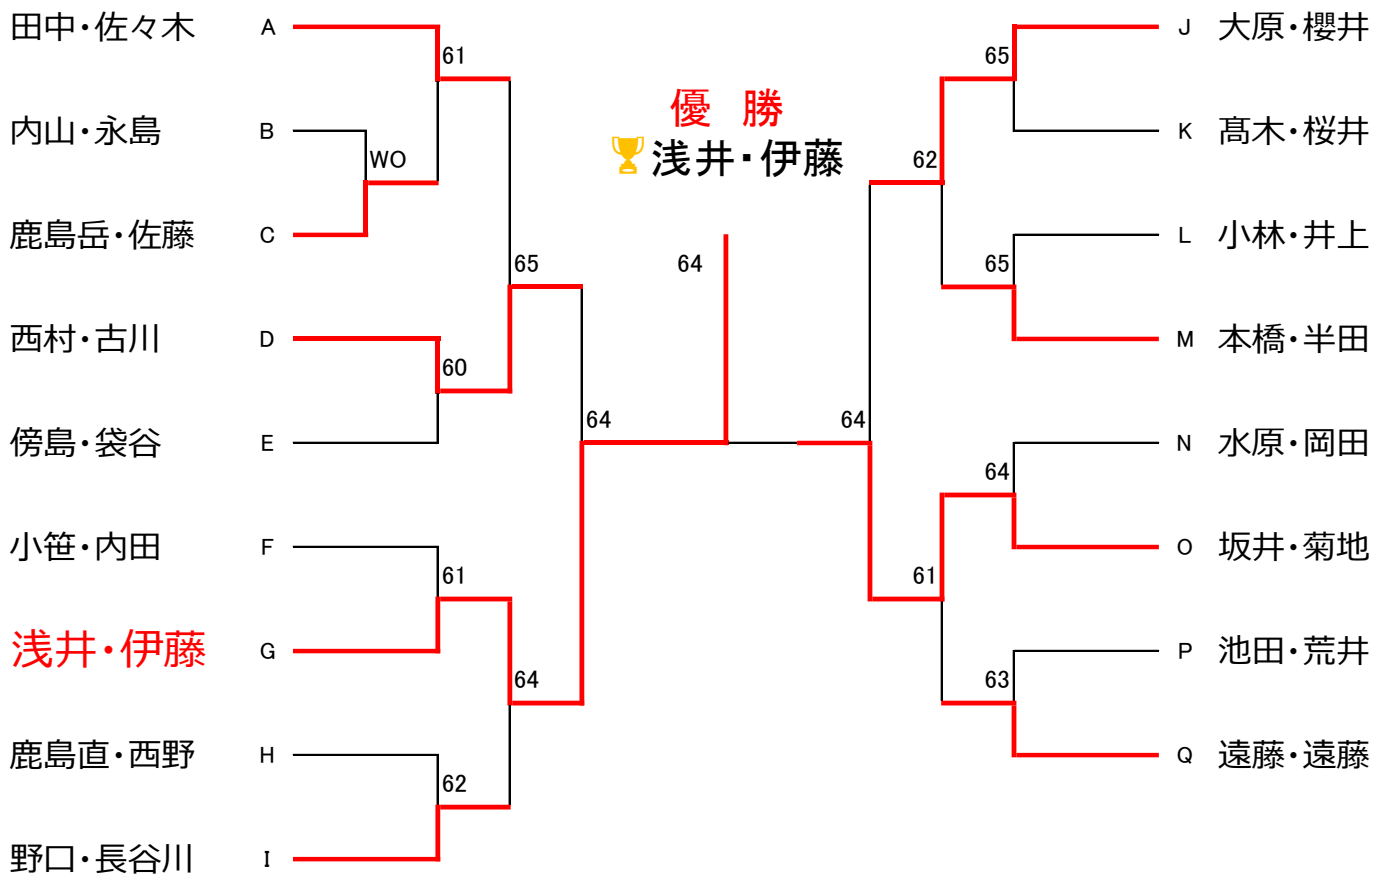 田中・佐々木 A
61
内山・永島 B
WO
鹿島岳・佐藤 C
65
西村・古川 D
60
傍島・袋谷 E
64
小笹・内田 F
61
浅井・伊藤 G
64
鹿島直・西野 H
62
野口・長谷川 I
優 勝
🏆浅井・伊藤
64
J 大原・櫻井
65
K 髙木・桜井
62
L 小林・井上
65
M 本橋・半田
64
N 水原・岡田
64
O 坂井・菊地
61
P 池田・荒井
63
Q 遠藤・遠藤